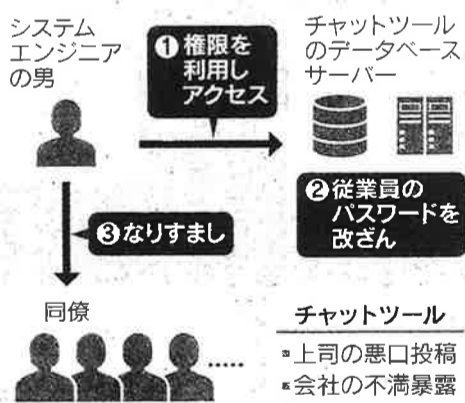 システム
エンジニア
の男
❶権限を
利用し
アクセス
チャットツール
のデータベース
サーバー
❷従業員の
パスワードを
改ざん
❸なりすまし
同僚
……
チャットツール
▪上司の悪口投稿
▪会社の不満暴露